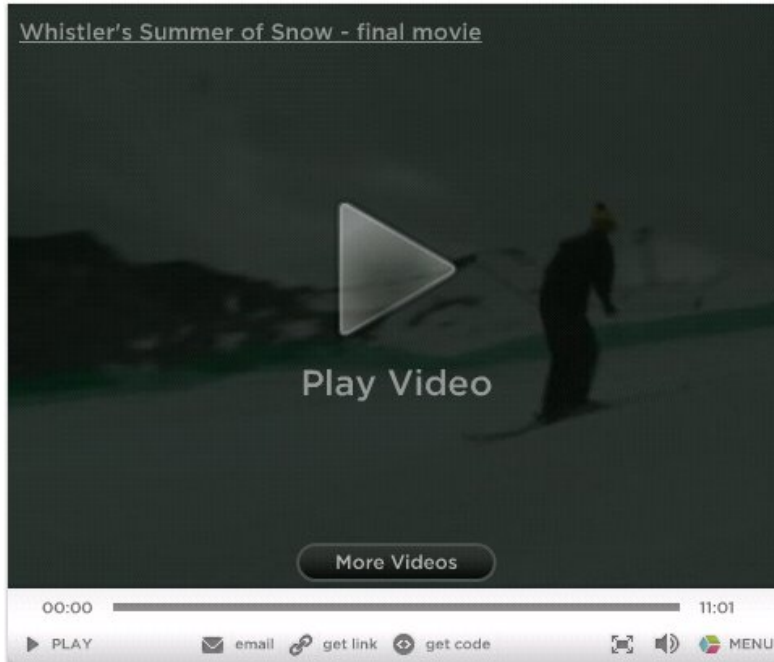 Whistler's Summer of Snow - final movie
Play Video
More Videos
00:00 11:01
PLAY email get link get code MENU